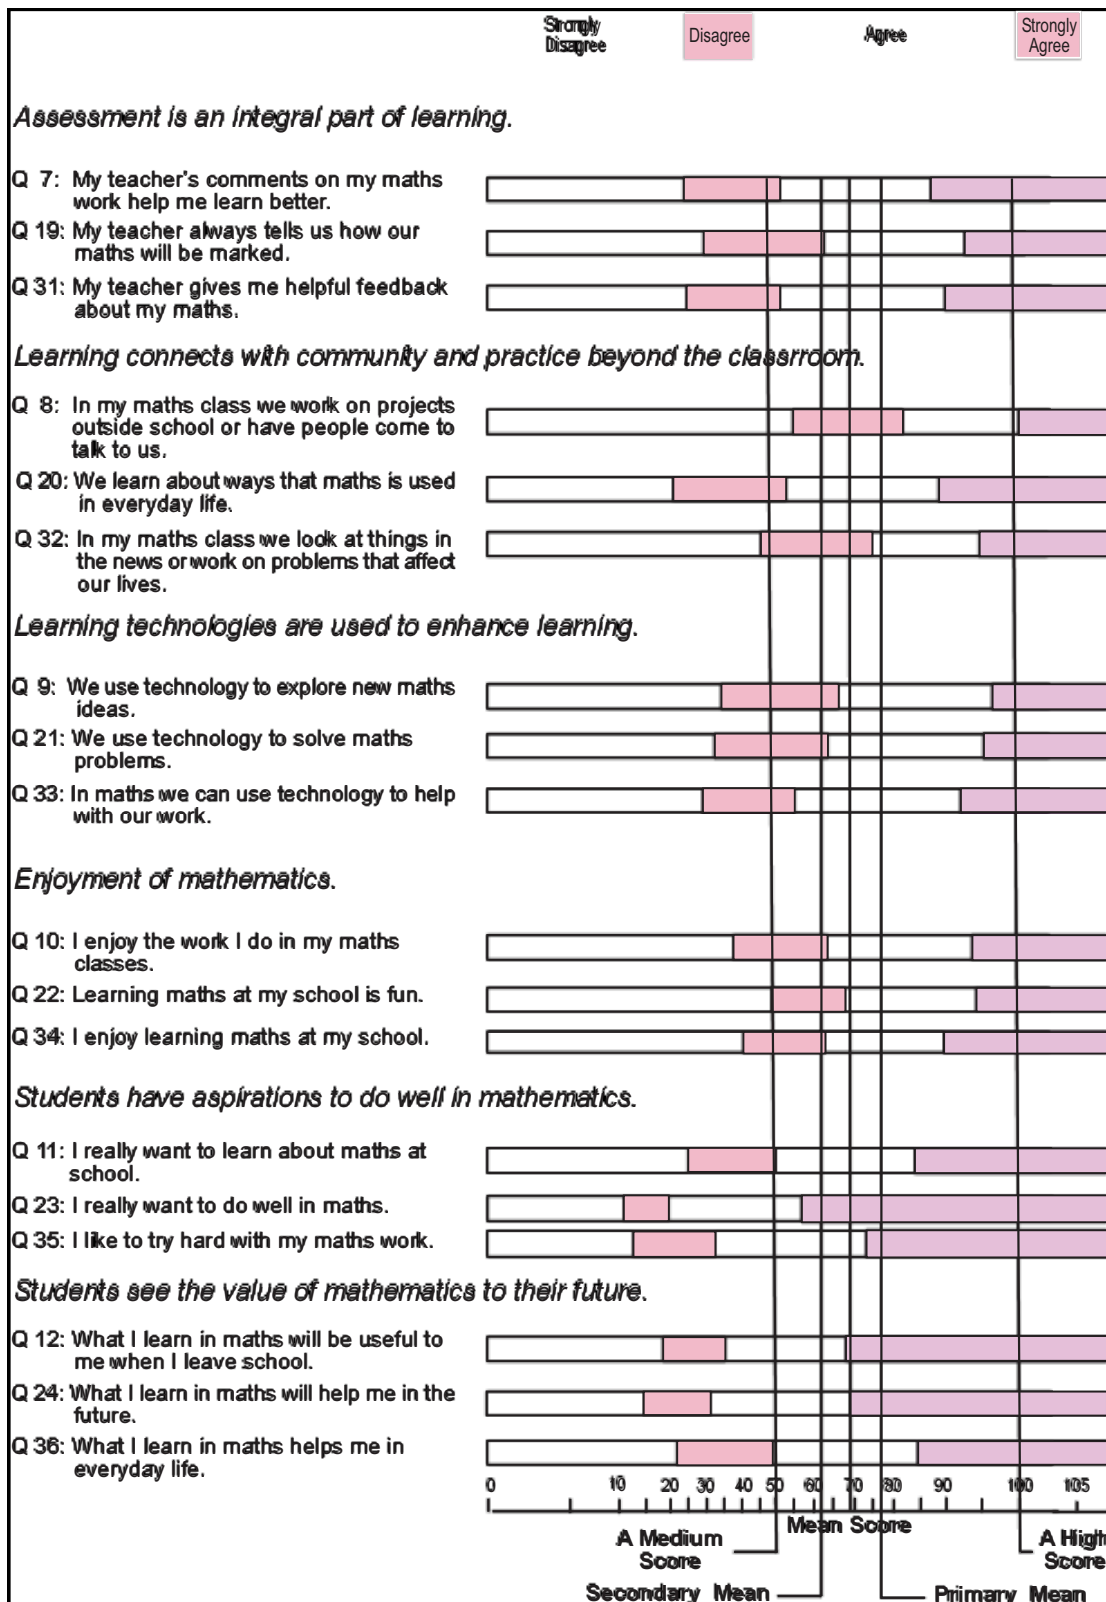 Strongly Disagree Disagree Agree Strongly Agree
Assessment is an integral part of learning.
Q 7: My teacher's comments on my maths
work help me learn better.
Q 19: My teacher always tells us how our
maths will be marked.
Q 31: My teacher gives me helpful feedback
about my maths.
Learning connects with community and practice beyond the classrroom.
Q 8: In my maths class we work on projects
outside school or have people come to
talk to us.
Q 20: We learn about ways that maths is used
in everyday life.
Q 32: In my maths class we look at things in
the news or work on problems that affect
our lives.
Learning technologies are used to enhance learning.
Q 9: We use technology to explore new maths
ideas.
Q 21: We use technology to solve maths
problems.
Q 33: In maths we can use technology to help
with our work.
Enjoyment of mathematics.
Q 10: I enjoy the work I do in my maths
classes.
Q 22: Learning maths at my school is fun.
Q 34: I enjoy learning maths at my school.
Students have aspirations to do well in mathematics.
Q 11: I really want to learn about maths at
school.
Q 23: I really want to do well in maths.
Q 35: I like to try hard with my maths work.
Students see the value of mathematics to their future.
Q 12: What I learn in maths will be useful to
me when I leave school.
Q 24: What I learn in maths will help me in the
future.
Q 36: What I learn in maths helps me in
everyday life.
0 10 20 30 40 50 60 70 80 90 100 105
Mean Score
A Medium
Score
A High
Score
Secondary Mean
Primary Mean